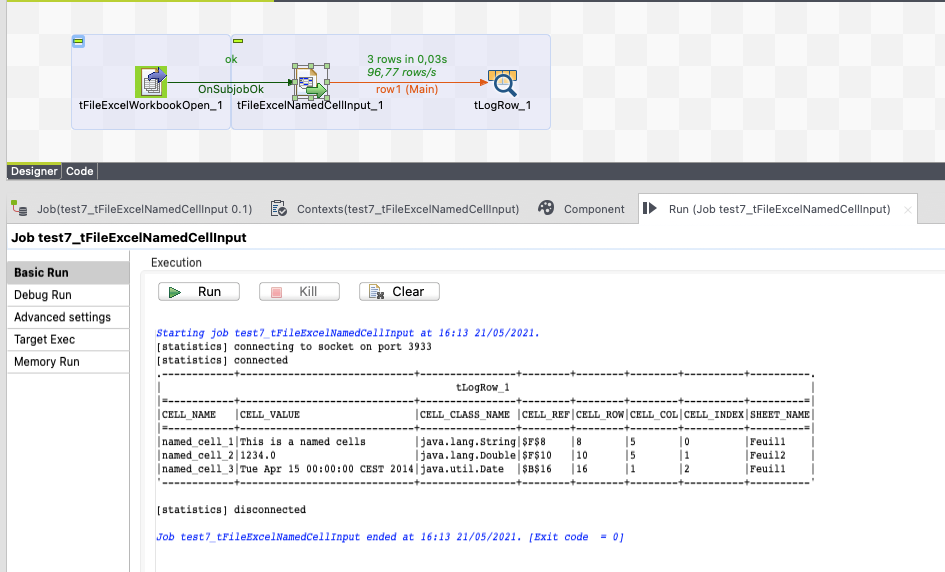 ok
3 rows in 0,03s
96,77 rows/s
OnSubjobOk
row1 (Main)
tFileExcelWorkbookOpen_1
tFileExcelNamedCellInput_1
tLogRow_1
Designer Code
Job(test7_tFileExcelNamedCellInput 0.1) Contexts(test7_tFileExcelNamedCellInput) Component Run (Job test7_tFileExcelNamedCellInput)
Job test7_tFileExcelNamedCellInput
Basic Run
Debug Run
Advanced settings
Target Exec
Memory Run
Execution
Run Kill Clear
Starting job test7_tFileExcelNamedCellInput at 16:13 21/05/2021.
[statistics] connecting to socket on port 3933
[statistics] connected
.------------+------------------------------+----------------+--------+--------+--------+----------+----------.
| tLogRow_1 |
|=-----------+------------------------------+----------------+--------+--------+--------+----------+---------=|
|CELL_NAME |CELL_VALUE |CELL_CLASS_NAME |CELL_REF|CELL_ROW|CELL_COL|CELL_INDEX|SHEET_NAME|
|=-----------+------------------------------+----------------+--------+--------+--------+----------+---------=|
|named_cell_1|This is a named cells |java.lang.String|$F$8 |8 |5 |0 |Feuil1 |
|named_cell_2|1234.0 |java.lang.Double|$F$10 |10 |5 |1 |Feuil2 |
|named_cell_3|Tue Apr 15 00:00:00 CEST 2014|java.util.Date |$B$16 |16 |1 |2 |Feuil1 |
'------------+------------------------------+----------------+--------+--------+--------+----------+----------'
[statistics] disconnected
Job test7_tFileExcelNamedCellInput ended at 16:13 21/05/2021. [Exit code = 0]